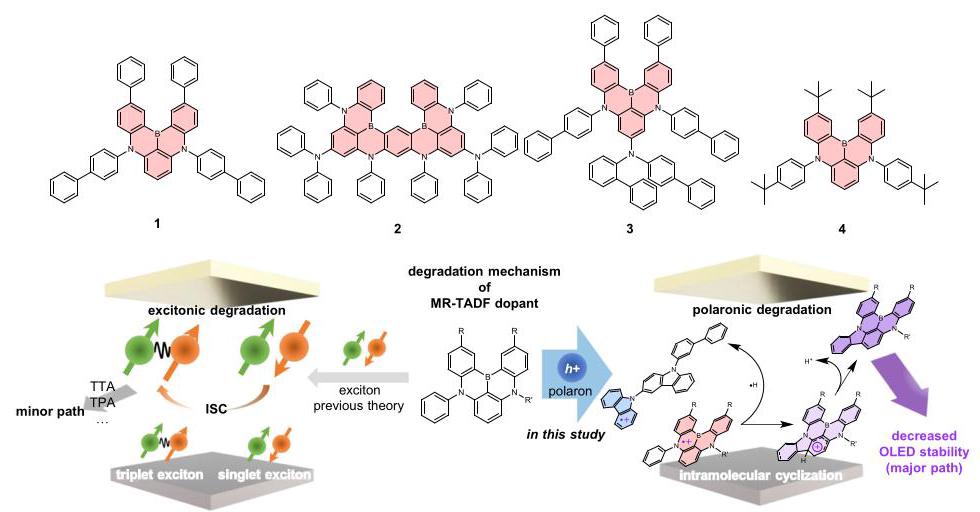 B
N
N
1
N
N
B
B
N
N
N
N
2
B
N
N
N
3
B
N
N
4
excitonic degradation
TTA
TPA
...
minor path
ISC
triplet exciton
singlet exciton
exciton
previous theory
degradation mechanism
of
MR-TADF dopant
R
R
B
N
N
R'
h+
polaron
in this study
polaronic degradation
N
N
•+
R
R
B
N
•+
N
R'
•H
R
R
B
N
N
R'
H
+
H+
R
R
B
N
N
R'
intramolecular cyclization
decreased
OLED stability
(major path)